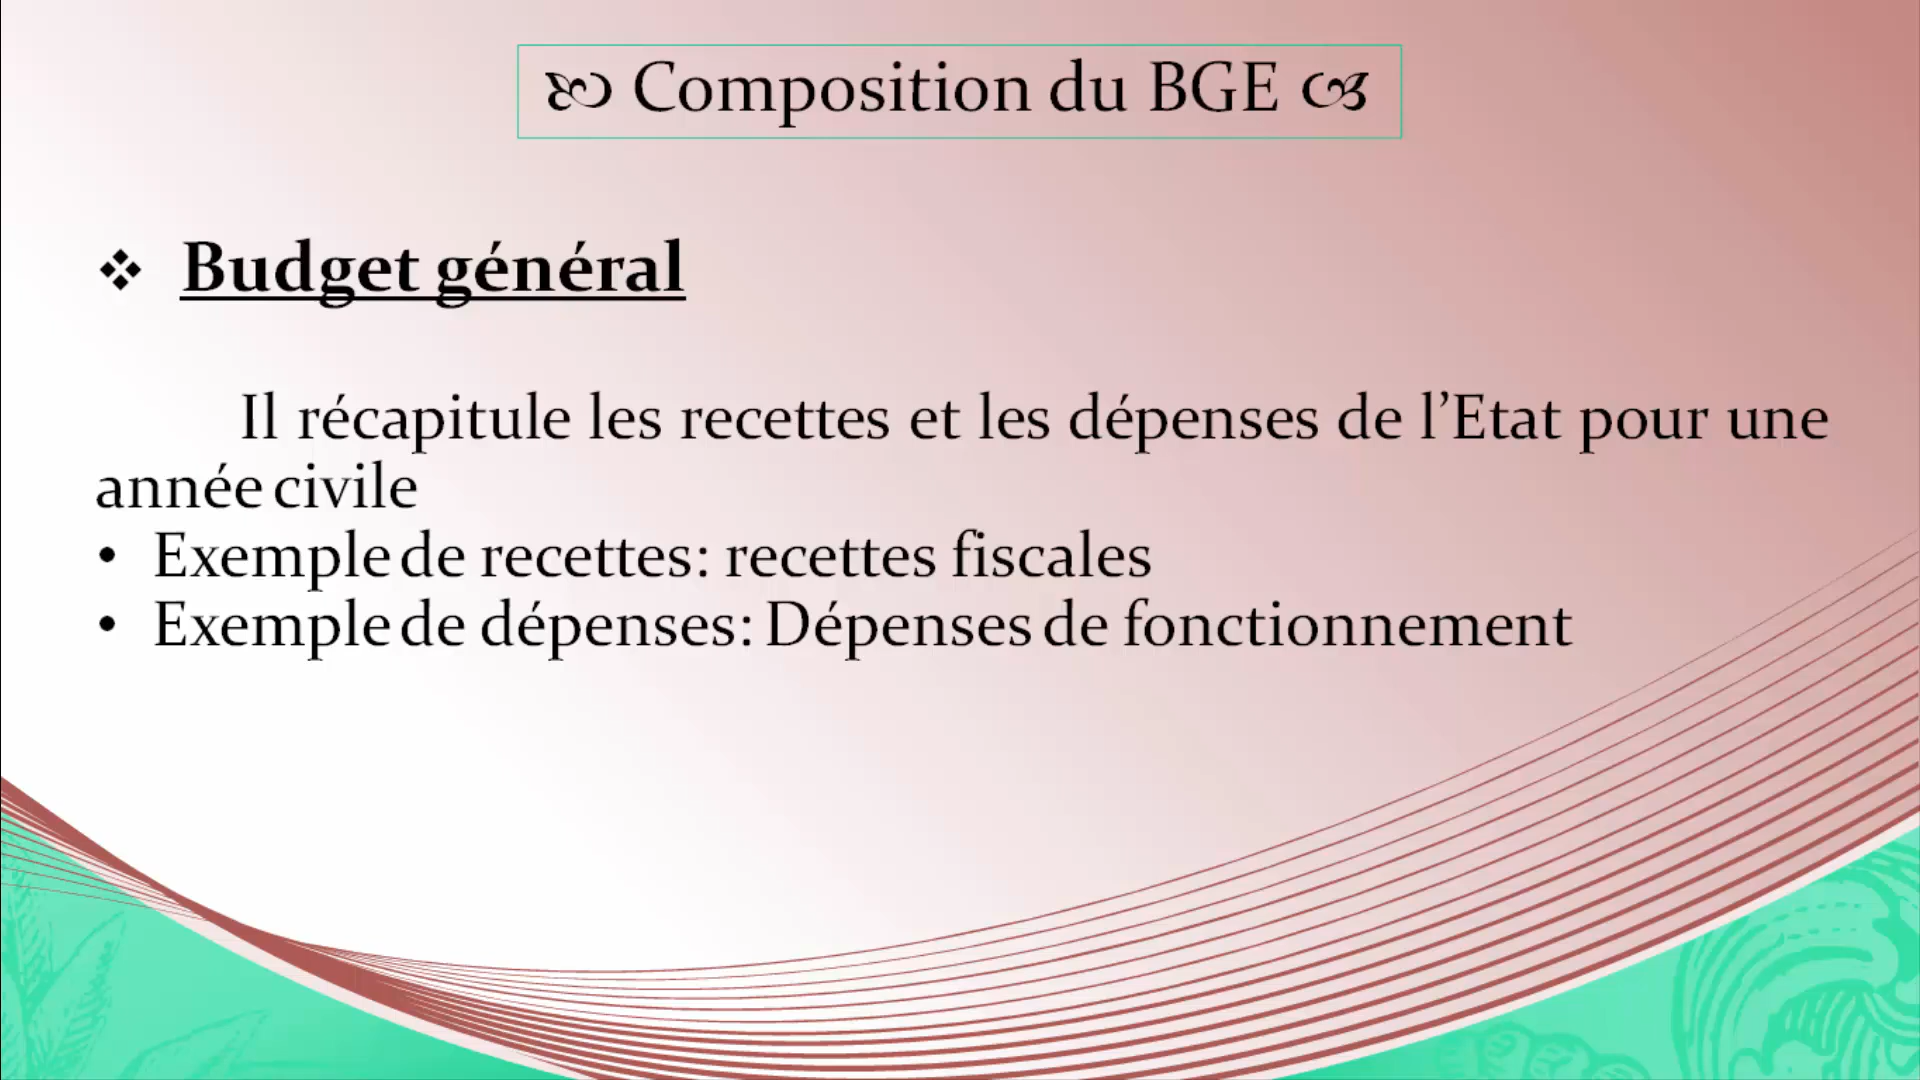 Composition du BGE
❖ Budget général
Il récapitule les recettes et les dépenses de l’Etat pour une
année civile
• Exemple de recettes: recettes fiscales
• Exemple de dépenses: Dépenses de fonctionnement